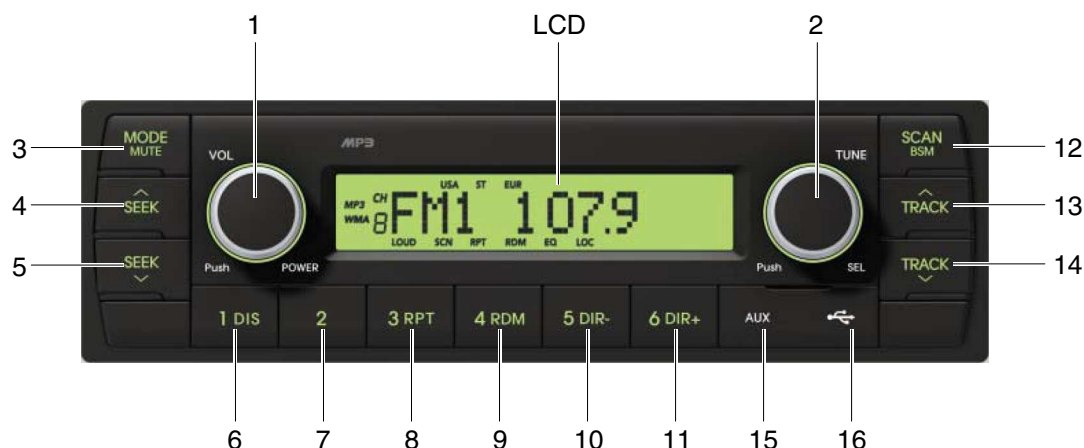 1 LCD 2
3 MODE MUTE
VOL
MP3
TUNE
SCAN BSM 12
4 SEEK
USA ST EUR
MP3 WMA CH 8 FM1 107.9
LOUD SCN RPT RDM EQ LOC
TRACK 13
5 SEEK
Push POWER
Push SEL
TRACK 14
1 DIS 2 3 RPT 4 RDM 5 DIR- 6 DIR+ AUX
6 7 8 9 10 11 15 16